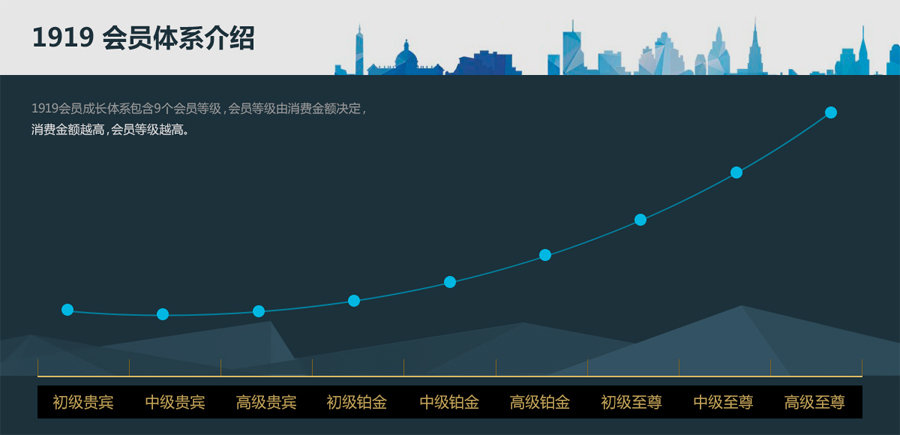 1919 会员体系介绍
1919会员成长体系包含9个会员等级,会员等级由消费金额决定,
消费金额越高,会员等级越高。
初级贵宾 中级贵宾 高级贵宾 初级铂金 中级铂金 高级铂金 初级至尊 中级至尊 高级至尊